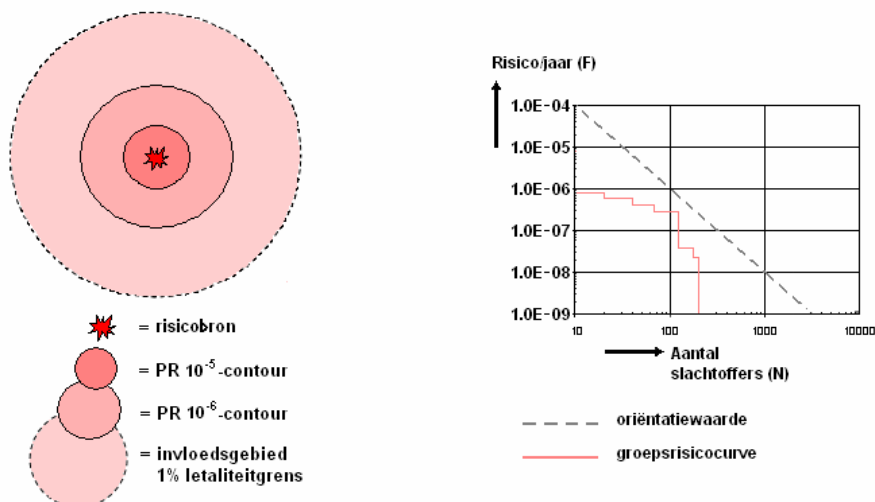 = risicobron
= PR 10⁻⁵-contour
= PR 10⁻⁶-contour
= invloedsgebied
1% letaliteitgrens
Risico/jaar (F)
1.0E-04
1.0E-05
1.0E-06
1.0E-07
1.0E-08
1.0E-09
10 100 1000 10000
Aantal
slachtoffers (N)
oriëntatiewaarde
groepsrisicocurve